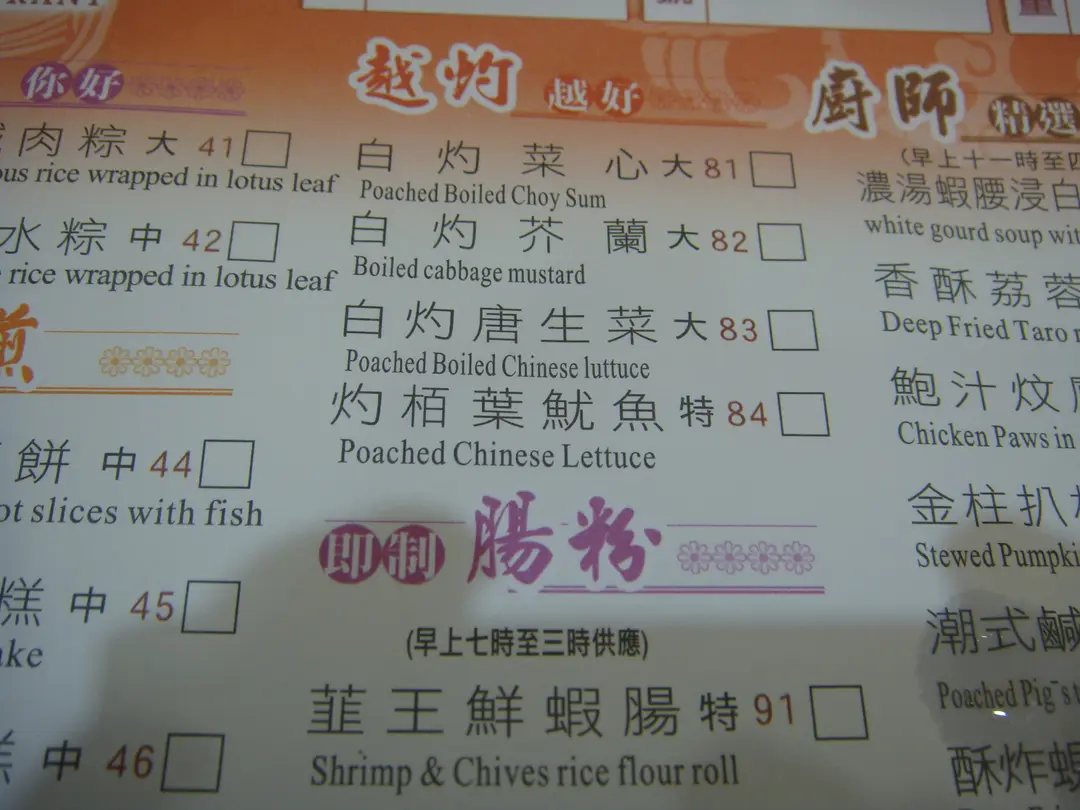 你好
肉粽 大 41
rice wrapped in lotus leaf
水粽 中 42
rice wrapped in lotus leaf
煎
餅 中 44
slices with fish
糕 中 45
中 46
越灼 越好
白灼菜心 大 81
Poached Boiled Choy Sum
白灼芥蘭 大 82
Boiled cabbage mustard
白灼唐生菜 大 83
Poached Boiled Chinese luttuce
灼栢葉魷魚 特 84
Poached Chinese Lettuce
即制 腸粉
(早上七時至三時供應)
韮王鮮蝦腸 特 91
Shrimp & Chives rice flour roll
廚師 精選
(早上十一時至四
濃湯蝦腰浸白
white gourd soup wit
香酥荔蓉
Deep Fried Taro
鮑汁炆
Chicken Paws in
金柱扒
Stewed Pumpki
潮式鹹
Poached Pig's
酥炸蜆